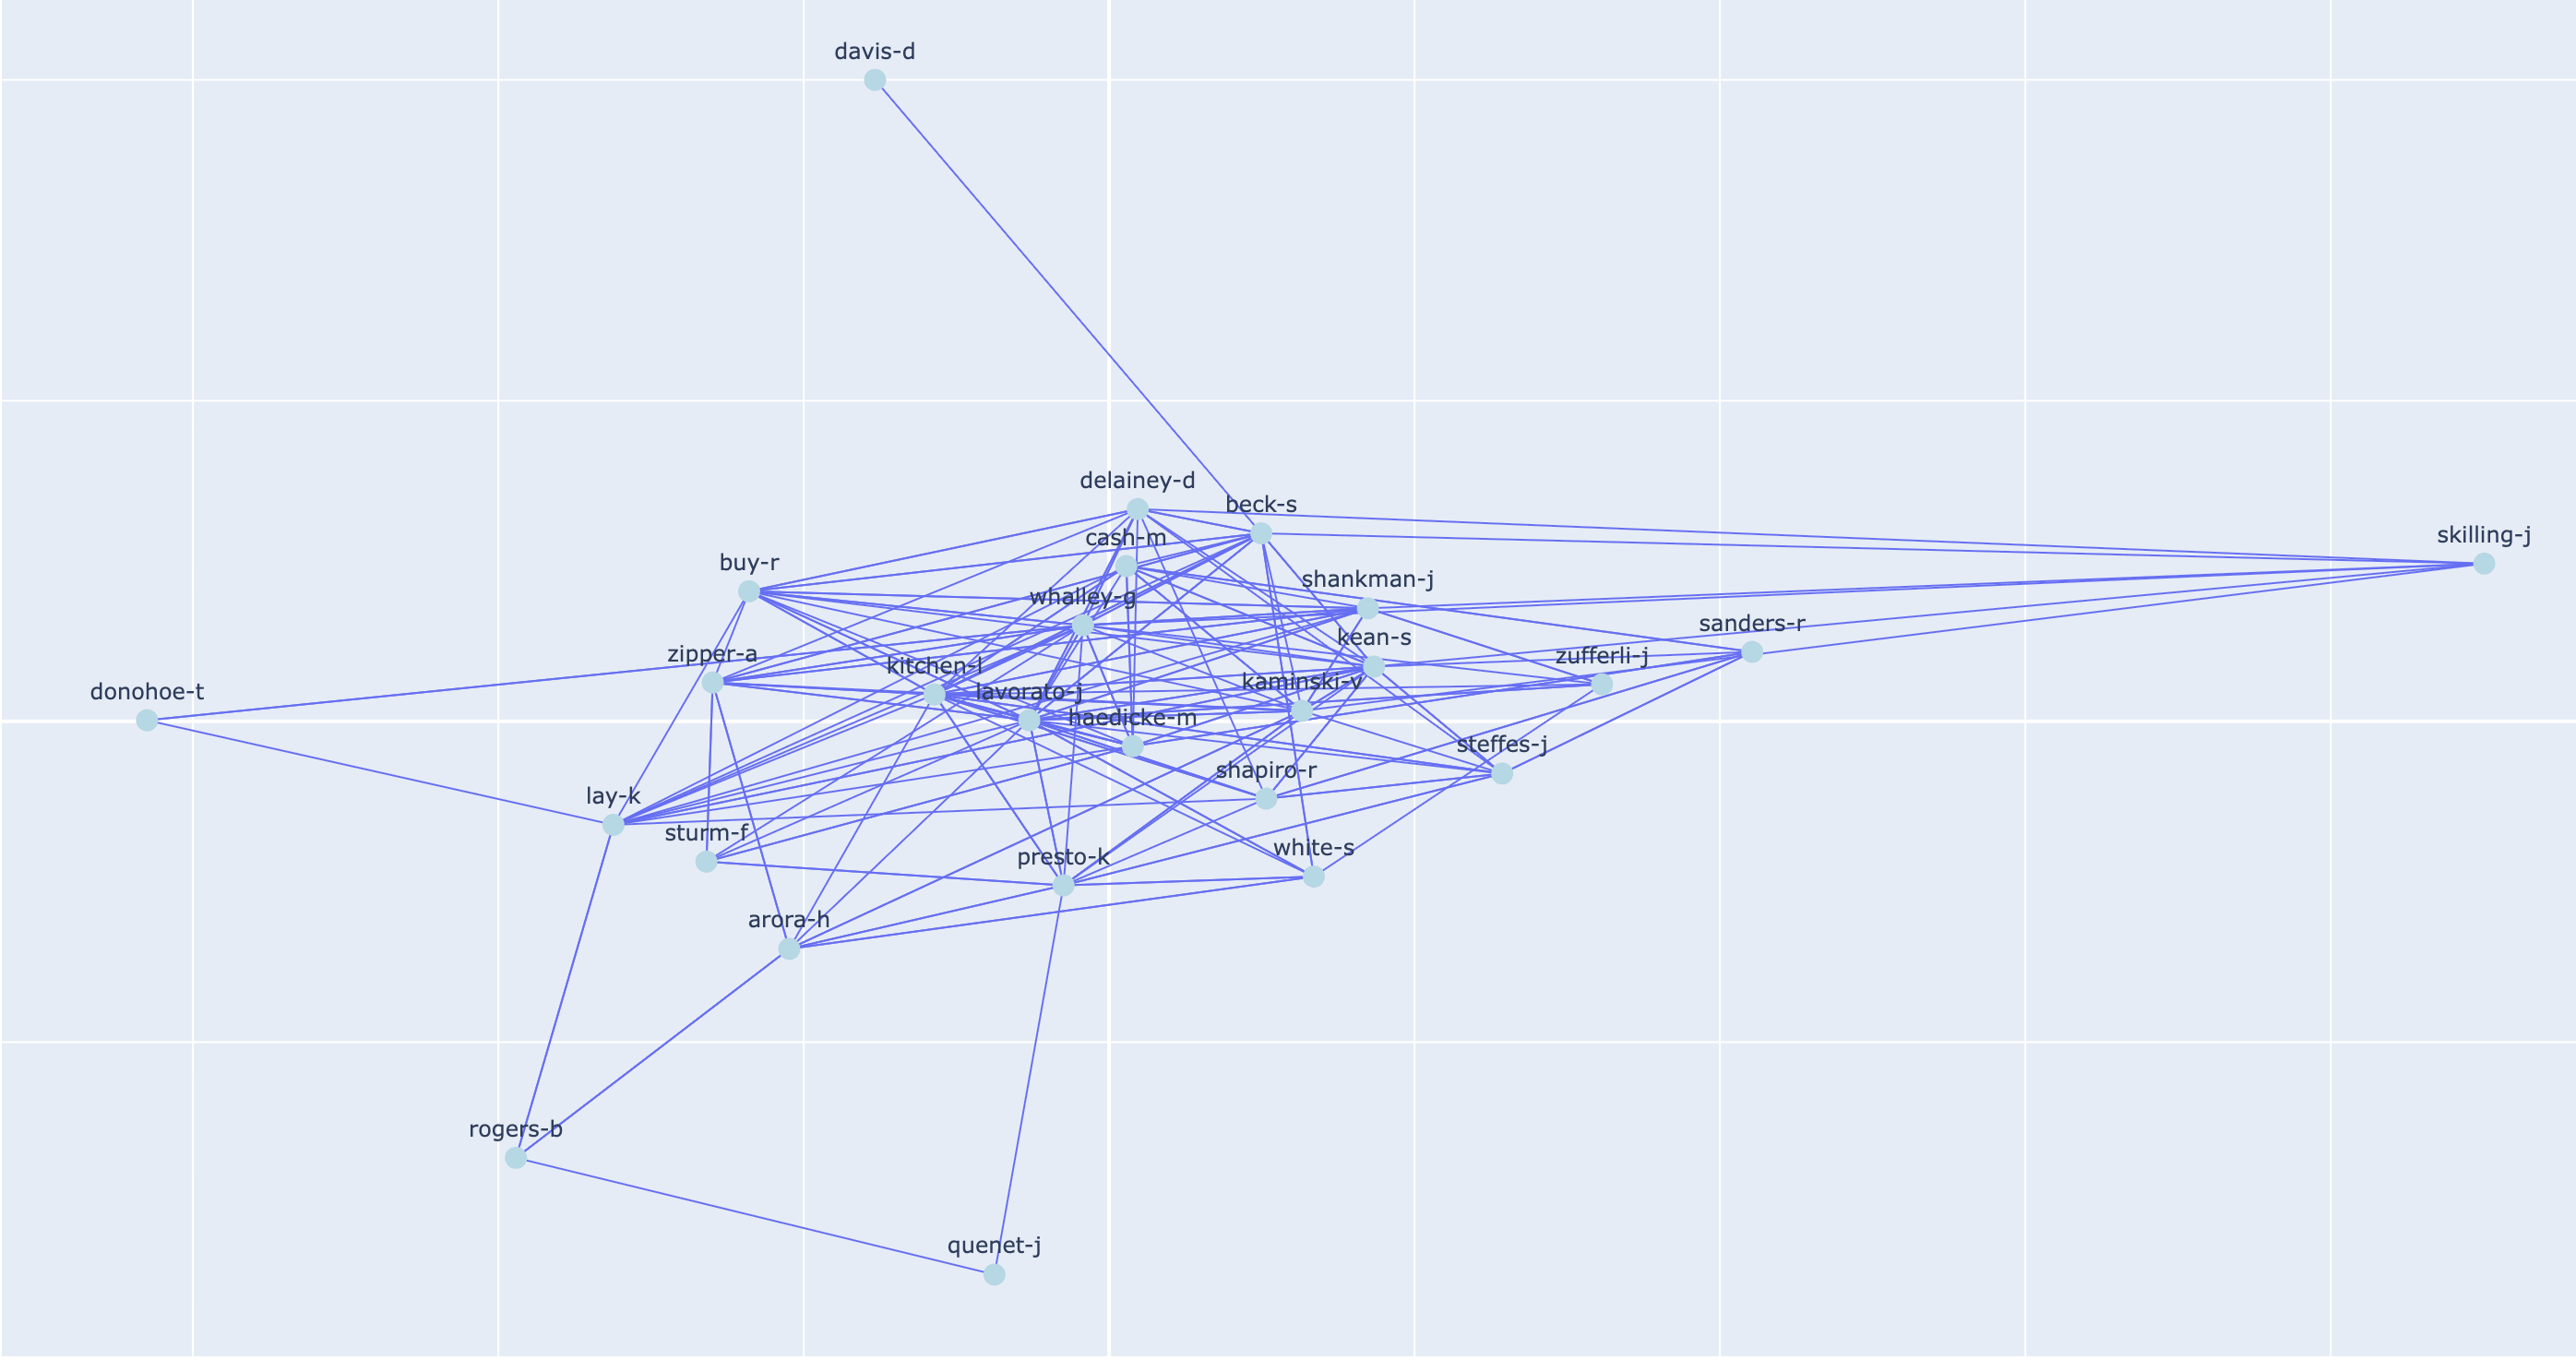 davis-d
delainey-d
beck-s
cash-m
skilling-j
buy-r
shankman-j
whalley-g
sanders-r
kean-s
zipper-a
zufferli-j
kitchen-l
kaminski-v
donohoe-t
lavorato-j
haedicke-m
steffes-j
shapiro-r
lay-k
sturm-f
white-s
presto-k
arora-h
rogers-b
quenet-j